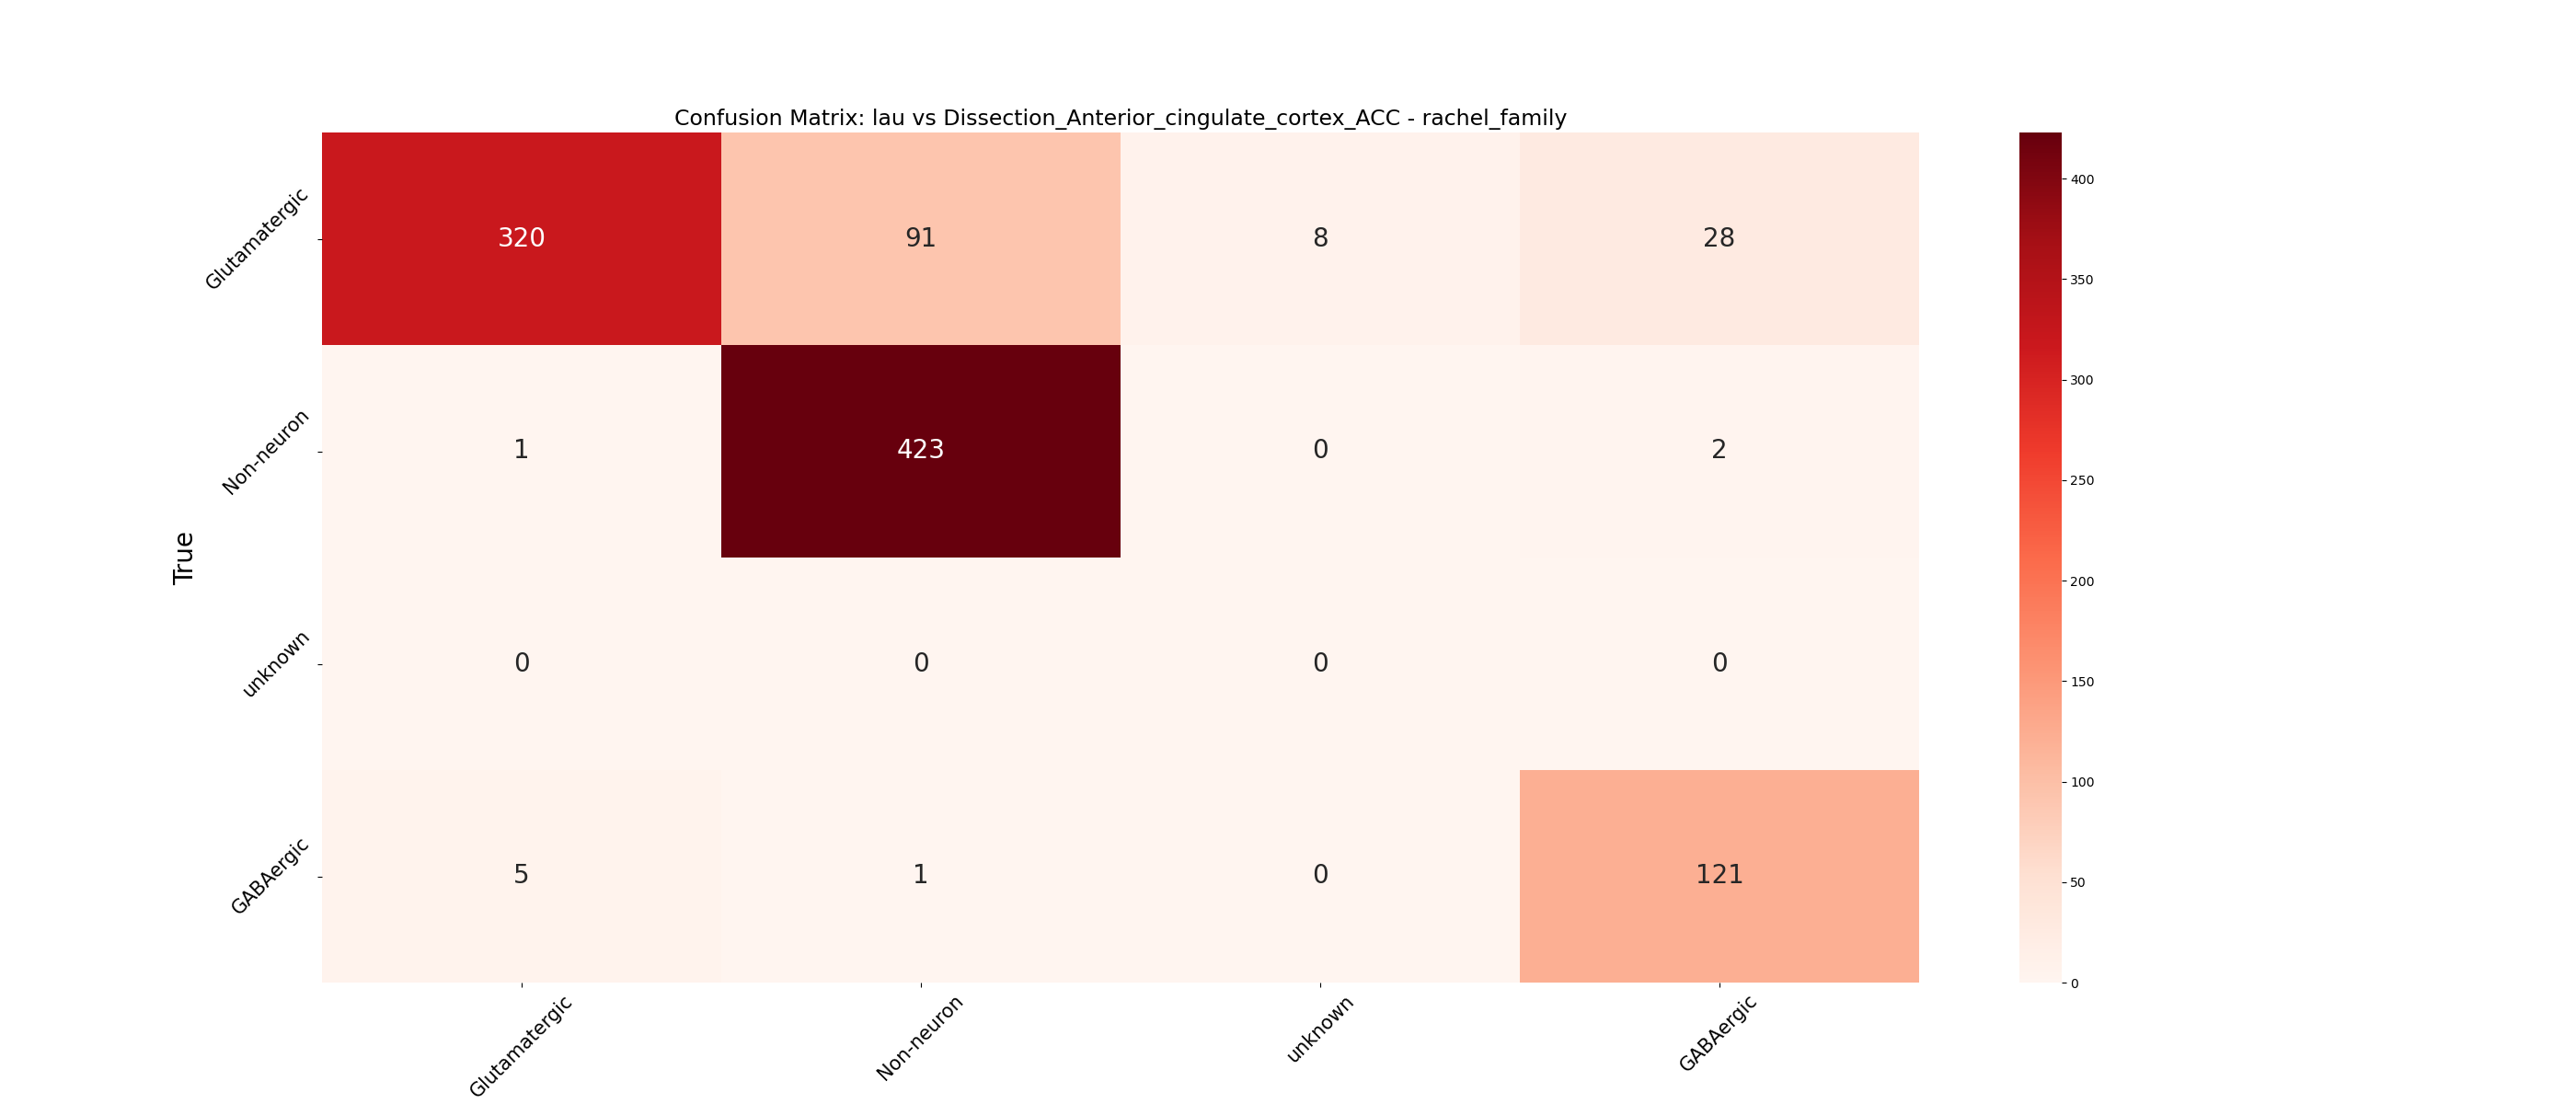 Confusion Matrix: lau vs Dissection_Anterior_cingulate_cortex_ACC - rachel_family
Glutamatergic
320
91
8
28
Non-neuron
1
423
0
2
True
unknown
0
0
0
0
GABAergic
5
1
0
121
Glutamatergic
Non-neuron
unknown
GABAergic
400
350
300
250
200
150
100
50
0